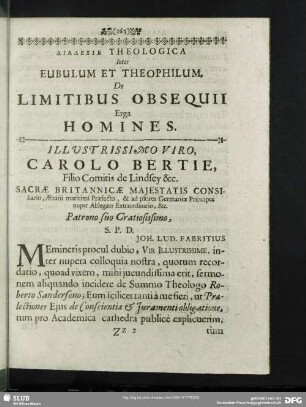 (363)
ΔΙΑΛΕΞΙΣ THEOLOGICA
Inter
EUBULUM ET THEOPHILUM.
De
LIMITIBUS OBSEQUII
Erga
HOMINES.
ILLUSTRISSIMO VIRO,
CAROLO BERTIE,
Filio Comitis de Lindsey &c.
SACRÆ BRITANNICÆ MAJESTATIS CONSI-
liario, Ærarii maritimi Præfecto, & ad plures Germaniæ Principes
nuper Ablegato Extraordinario, &c.
Patrono suo Gratiosissimo,
S. P. D.
JOH. LUD. FABRITIUS
Memineris procul dubio, VIR ILLUSTRISSIME, in-
ter nupera colloquia nostra, quorum recor-
datio, quoad vixero, mihi jucundissima erit, sermo-
nem aliquando incidere de Summo Theologo Ro-
berto Sandersono; Eum scilicet tanti à me fieri, ut Præ-
lectiones Ejus de Conscientia & Juramenti obligatione,
tum pro Academica cathedra publicè explicuerim,
Zz 2
tum
SLUB